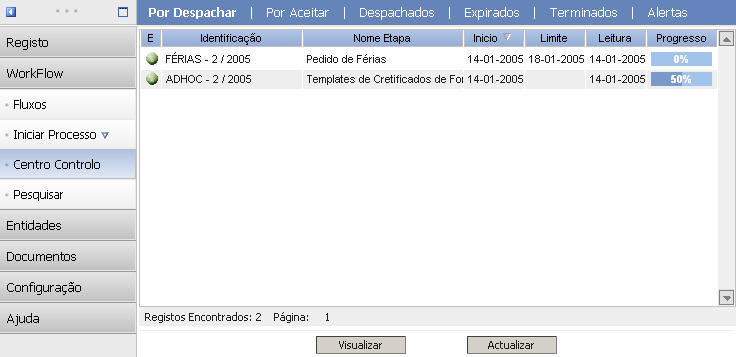 Por Despachar | Por Aceitar | Despachados | Expirados | Terminados | Alertas
Registo
WorkFlow
Fluxos
Iniciar Processo
Centro Controlo
Pesquisar
Entidades
Documentos
Configuração
Ajuda
E Identificação Nome Etapa Inicio Limite Leitura Progresso
FÉRIAS - 2 / 2005 Pedido de Férias 14-01-2005 18-01-2005 14-01-2005 0%
ADHOC - 2 / 2005 Templates de Cretificados de For 14-01-2005 14-01-2005 50%
Registos Encontrados: 2 Página: 1
Visualizar Actualizar